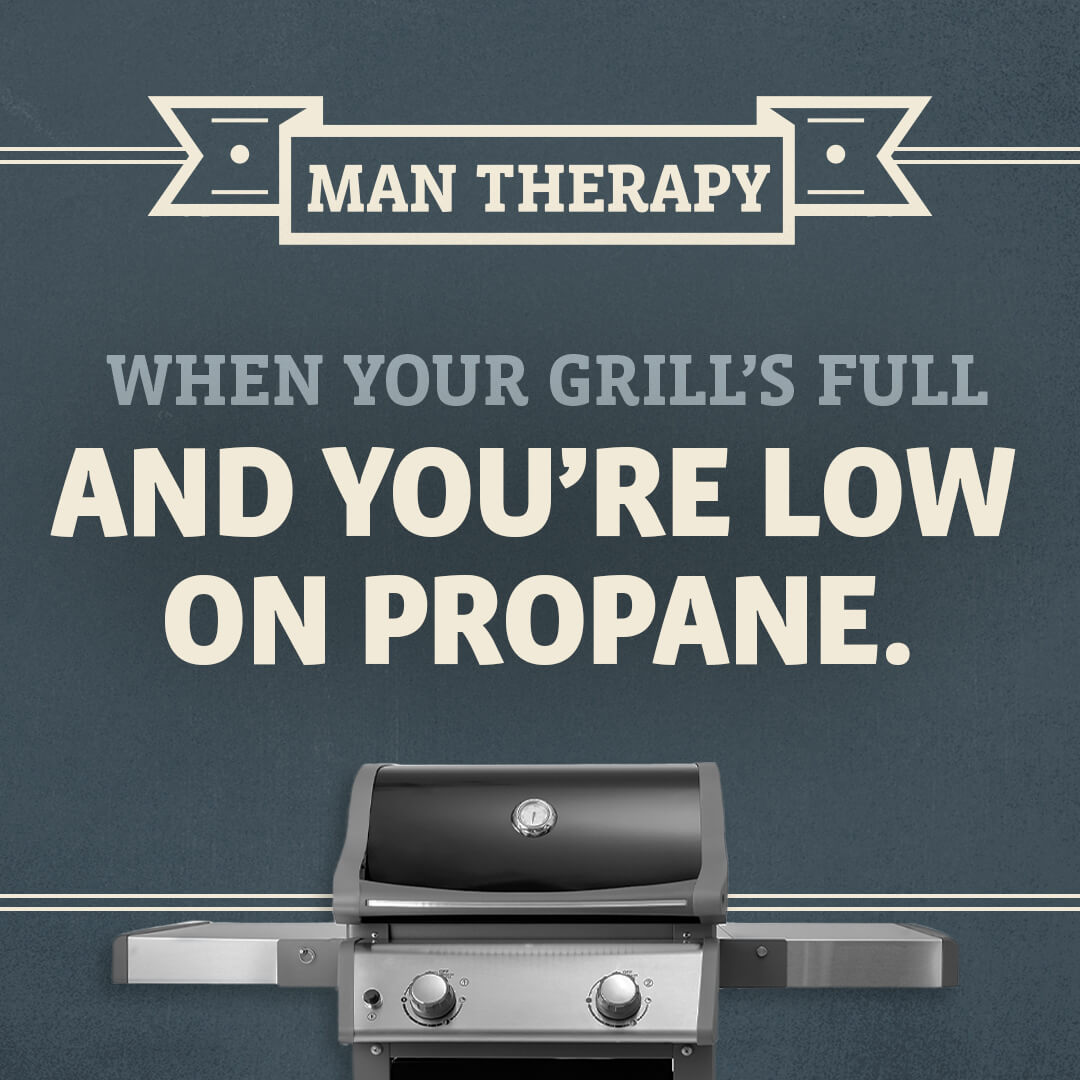 MAN THERAPY
WHEN YOUR GRILL’S FULL
AND YOU’RE LOW
ON PROPANE.